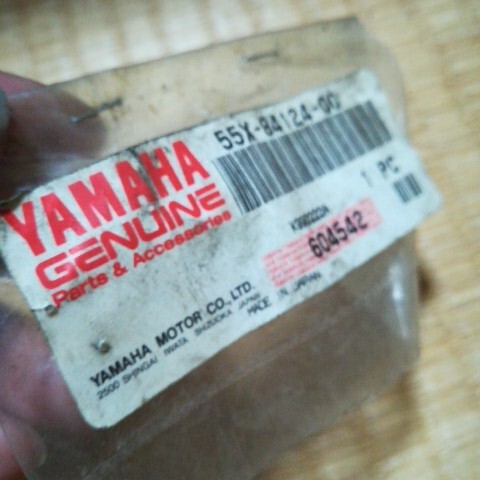 YAMAHA
GENUINE
Parts & Accessories
55X-84124-00
1 PC
604542
YAMAHA MOTOR CO., LTD.
2500 SHINGAI IWATA SHIZUOKA JAPAN
MADE IN JAPAN